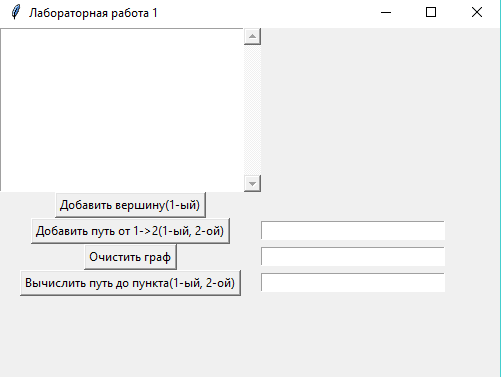 Лабораторная работа 1
Добавить вершину(1-ый)
Добавить путь от 1->2(1-ый, 2-ой)
Очистить граф
Вычислить путь до пункта(1-ый, 2-ой)